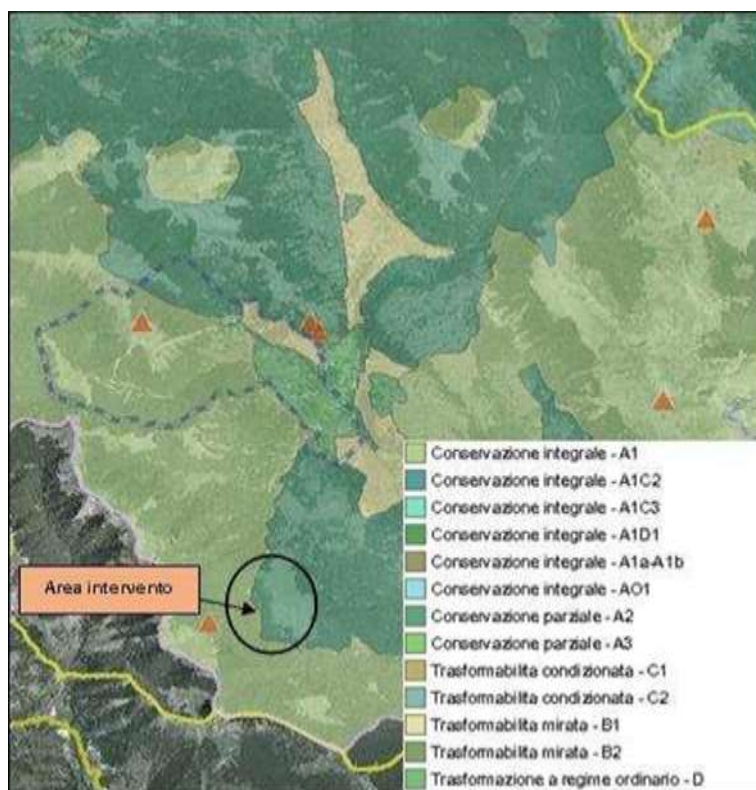 Area intervento
Conservazione integrale - A1
Conservazione integrale - A1C2
Conservazione integrale - A1C3
Conservazione integrale - A1D1
Conservazione integrale - A1a-A1b
Conservazione integrale - AO1
Conservazione parziale - A2
Conservazione parziale - A3
Trasformabilita condizionata - C1
Trasformabilita condizionata - C2
Trasformabilita mirata - B1
Trasformabilita mirata - B2
Trasformazione a regime ordinario - D